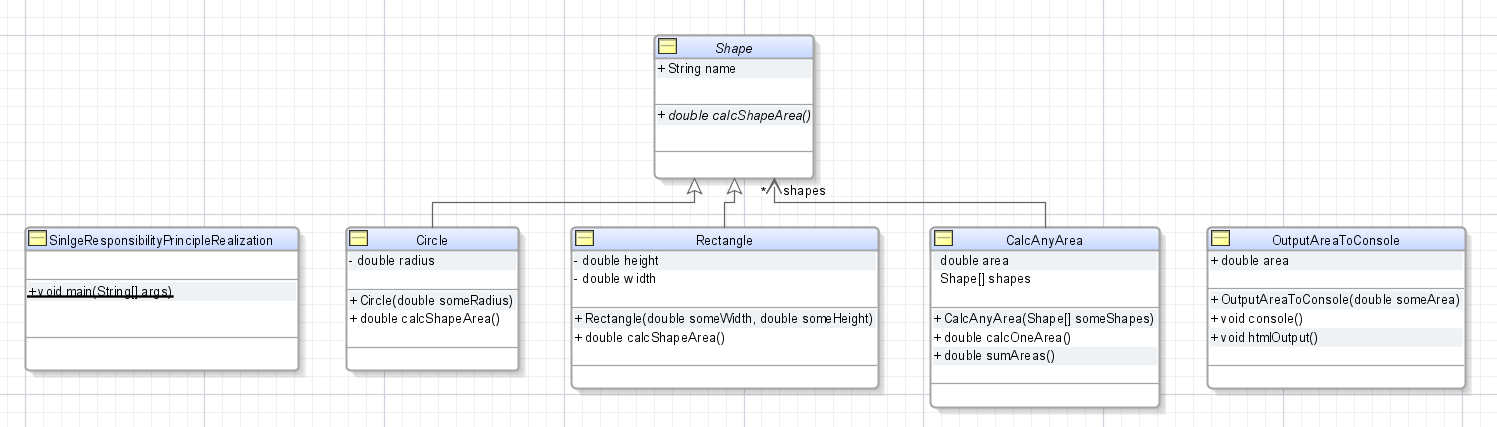 Shape
+ String name
+ double calcShapeArea()
* shapes
SinlgeResponsibilityPrincipleRealization
+ void main(String[] args)
Circle
- double radius
+ Circle(double someRadius)
+ double calcShapeArea()
Rectangle
- double height
- double width
+ Rectangle(double someWidth, double someHeight)
+ double calcShapeArea()
CalcAnyArea
double area
Shape[] shapes
+ CalcAnyArea(Shape[] someShapes)
+ double calcOneArea()
+ double sumAreas()
OutputAreaToConsole
+ double area
+ OutputAreaToConsole(double someArea)
+ void console()
+ void htmlOutput()